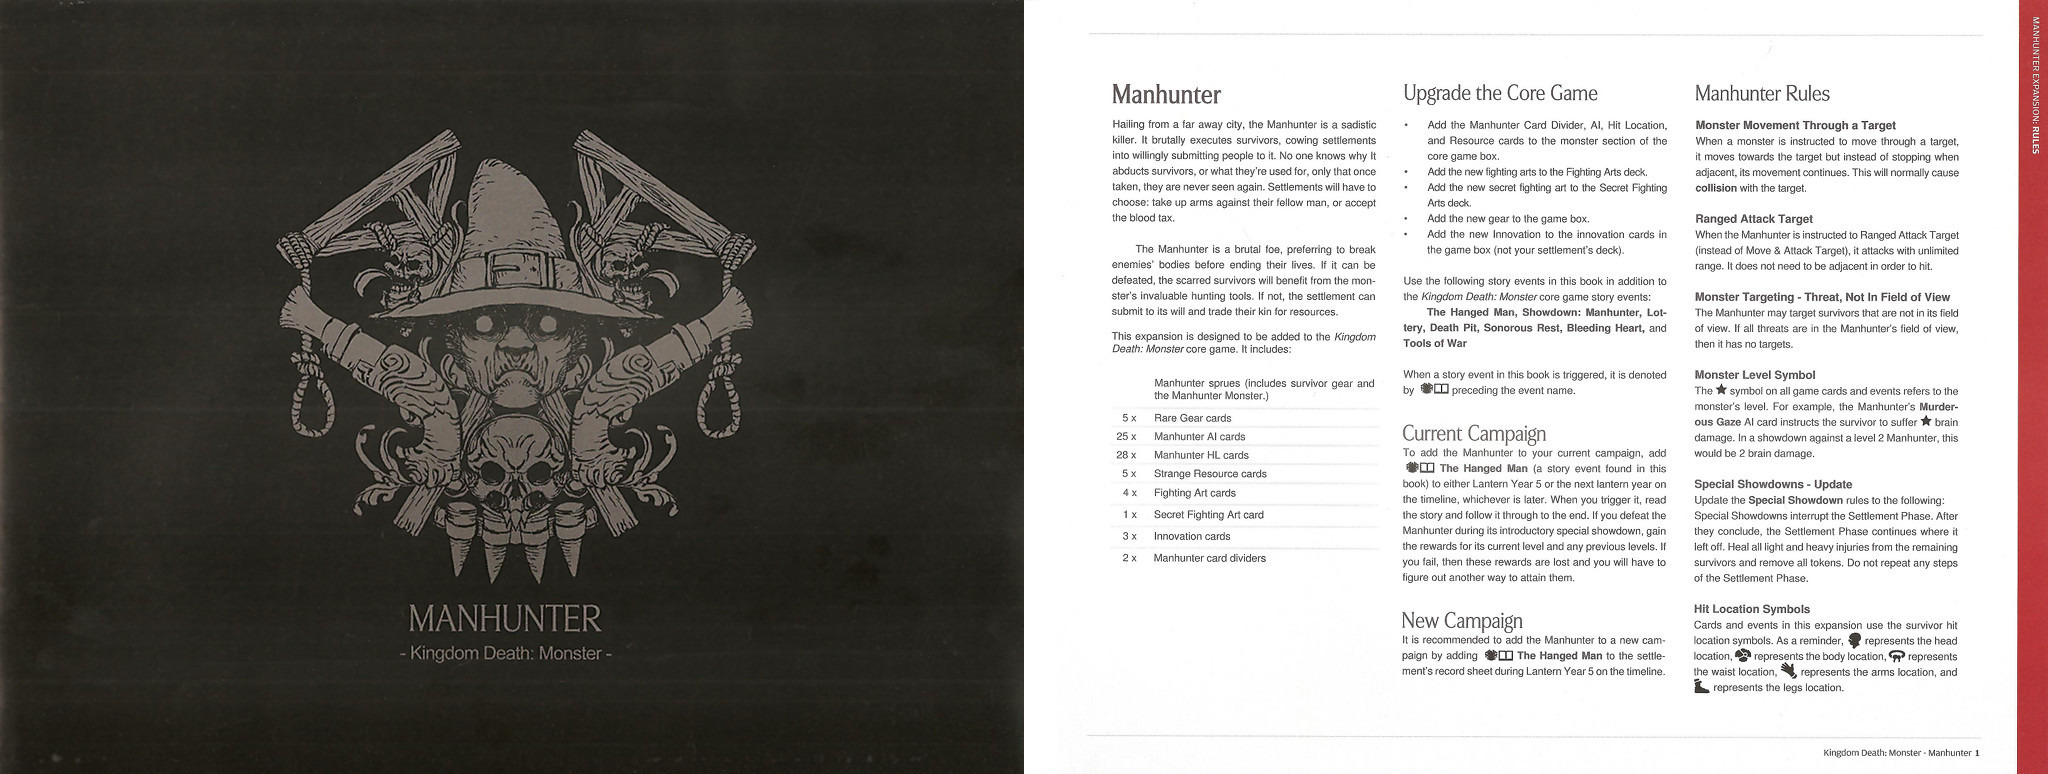 MANHUNTER
- Kingdom Death: Monster -
Manhunter
Hailing from a far away city, the Manhunter is a sadistic
killer. It brutally executes survivors, cowing settlements
into willingly submitting people to it. No one knows why It
abducts survivors, or what they're used for, only that once
taken, they are never seen again. Settlements will have to
choose: take up arms against their fellow man, or accept
the blood tax.
The Manhunter is a brutal foe, preferring to break
enemies' bodies before ending their lives. If it can be
defeated, the scarred survivors will benefit from the mon-
ster's invaluable hunting tools. If not, the settlement can
submit to its will and trade their kin for resources.
This expansion is designed to be added to the Kingdom
Death: Monster core game. It includes:
Manhunter sprues (includes survivor gear and
the Manhunter Monster.)
5 x Rare Gear cards
25 x Manhunter AI cards
28 x Manhunter HL cards
5 x Strange Resource cards
4 x Fighting Art cards
1 x Secret Fighting Art card
3 x Innovation cards
2 x Manhunter card dividers
Upgrade the Core Game
• Add the Manhunter Card Divider, AI, Hit Location,
and Resource cards to the monster section of the
core game box.
• Add the new fighting arts to the Fighting Arts deck.
• Add the new secret fighting art to the Secret Fighting
Arts deck.
• Add the new gear to the game box.
• Add the new Innovation to the innovation cards in
the game box (not your settlement's deck).
Use the following story events in this book in addition to
the Kingdom Death: Monster core game story events:
The Hanged Man, Showdown: Manhunter, Lot-
tery, Death Pit, Sonorous Rest, Bleeding Heart, and
Tools of War
When a story event in this book is triggered, it is denoted
by preceding the event name.
Current Campaign
To add the Manhunter to your current campaign, add
The Hanged Man (a story event found in this
book) to either Lantern Year 5 or the next lantern year on
the timeline, whichever is later. When you trigger it, read
the story and follow it through to the end. If you defeat the
Manhunter during its introductory special showdown, gain
the rewards for its current level and any previous levels. If
you fail, then these rewards are lost and you will have to
figure out another way to attain them.
New Campaign
It is recommended to add the Manhunter to a new cam-
paign by adding The Hanged Man to the settle-
ment's record sheet during Lantern Year 5 on the timeline.
Manhunter Rules
Monster Movement Through a Target
When a monster is instructed to move through a target,
it moves towards the target but instead of stopping when
adjacent, its movement continues. This will normally cause
collision with the target.
Ranged Attack Target
When the Manhunter is instructed to Ranged Attack Target
(instead of Move & Attack Target), it attacks with unlimited
range. It does not need to be adjacent in order to hit.
Monster Targeting - Threat, Not In Field of View
The Manhunter may target survivors that are not in its field
of view. If all threats are in the Manhunter's field of view,
then it has no targets.
Monster Level Symbol
The ★ symbol on all game cards and events refers to the
monster's level. For example, the Manhunter's Murder-
ous Gaze AI card instructs the survivor to suffer ★ brain
damage. In a showdown against a level 2 Manhunter, this
would be 2 brain damage.
Special Showdowns - Update
Update the Special Showdown rules to the following:
Special Showdowns interrupt the Settlement Phase. After
they conclude, the Settlement Phase continues where it
left off. Heal all light and heavy injuries from the remaining
survivors and remove all tokens. Do not repeat any steps
of the Settlement Phase.
Hit Location Symbols
Cards and events in this expansion use the survivor hit
location symbols. As a reminder, represents the head
location, represents the body location, represents
the waist location, represents the arms location, and
represents the legs location.
MANHUNTER EXPANSION: RULES
Kingdom Death: Monster - Manhunter 1